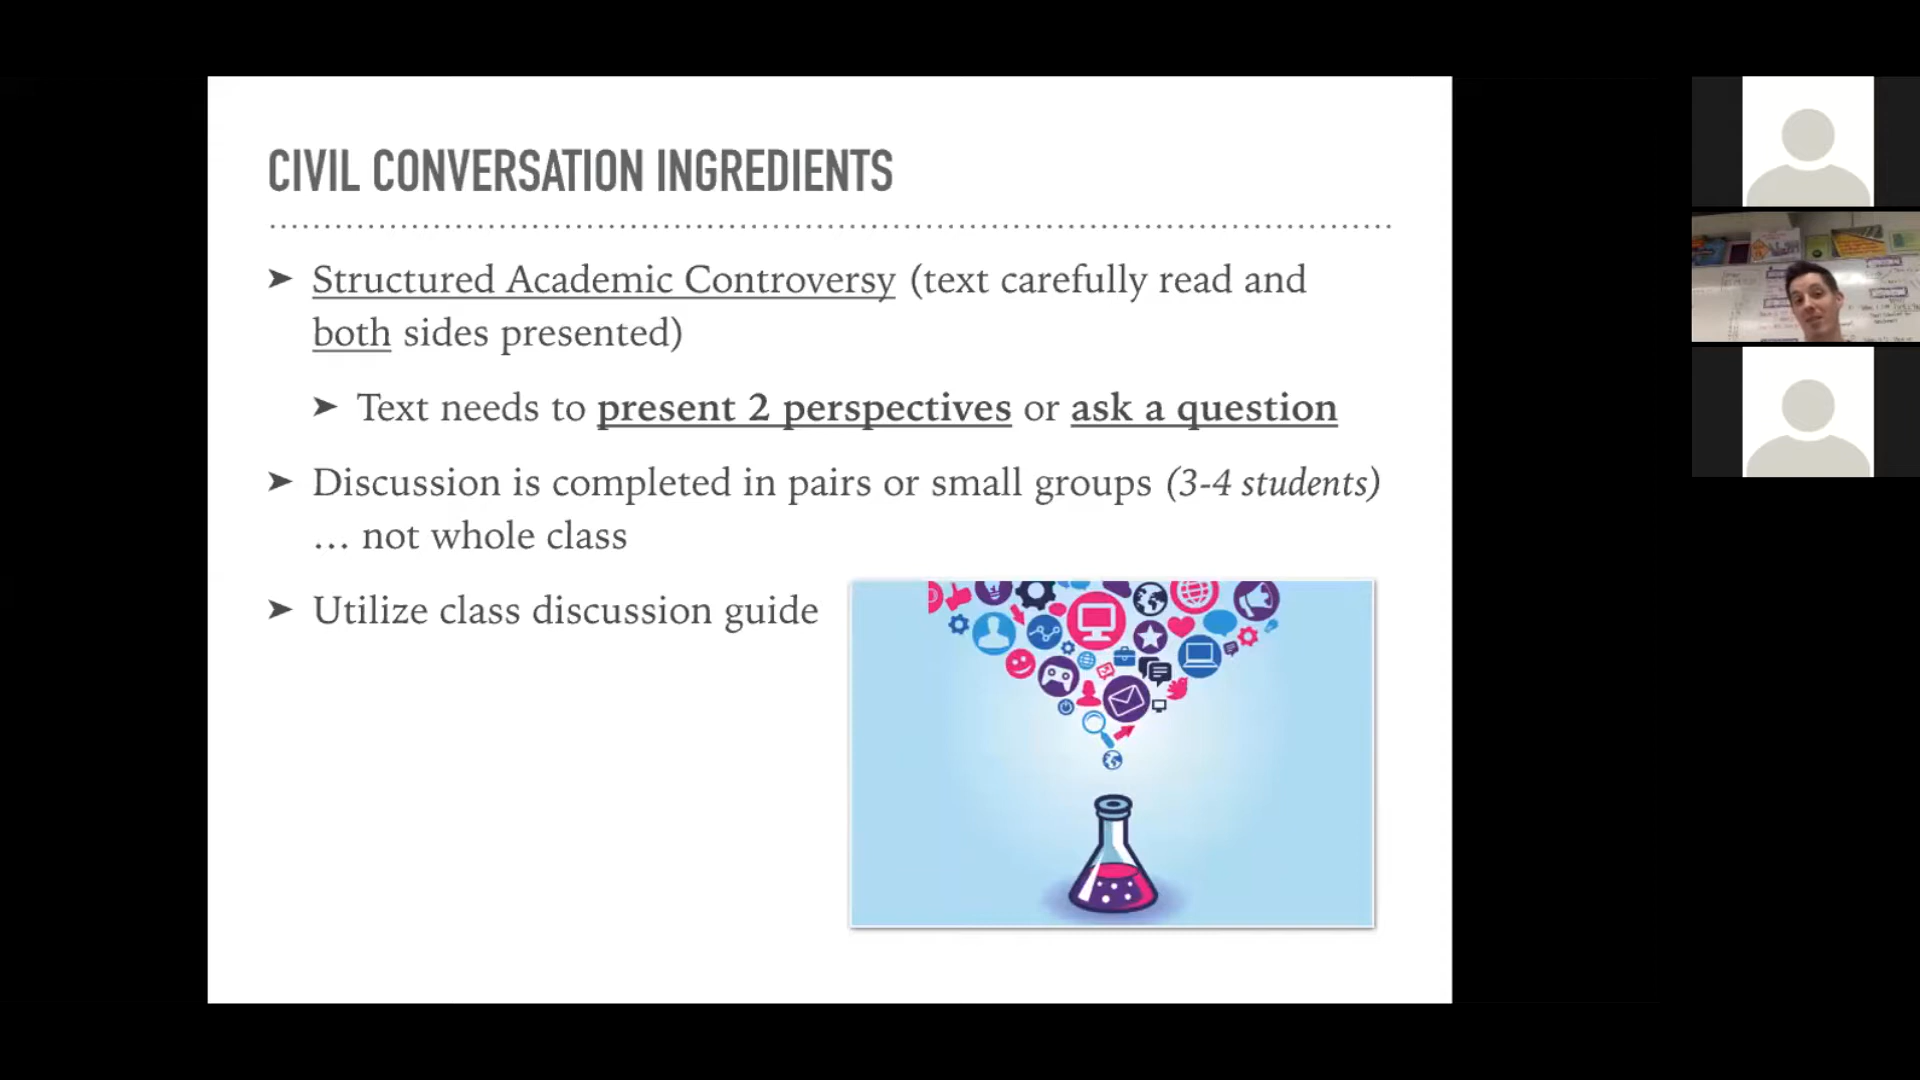 CIVIL CONVERSATION INGREDIENTS
➤ Structured Academic Controversy (text carefully read and
both sides presented)
➤ Text needs to present 2 perspectives or ask a question
➤ Discussion is completed in pairs or small groups (3-4 students)
… not whole class
➤ Utilize class discussion guide